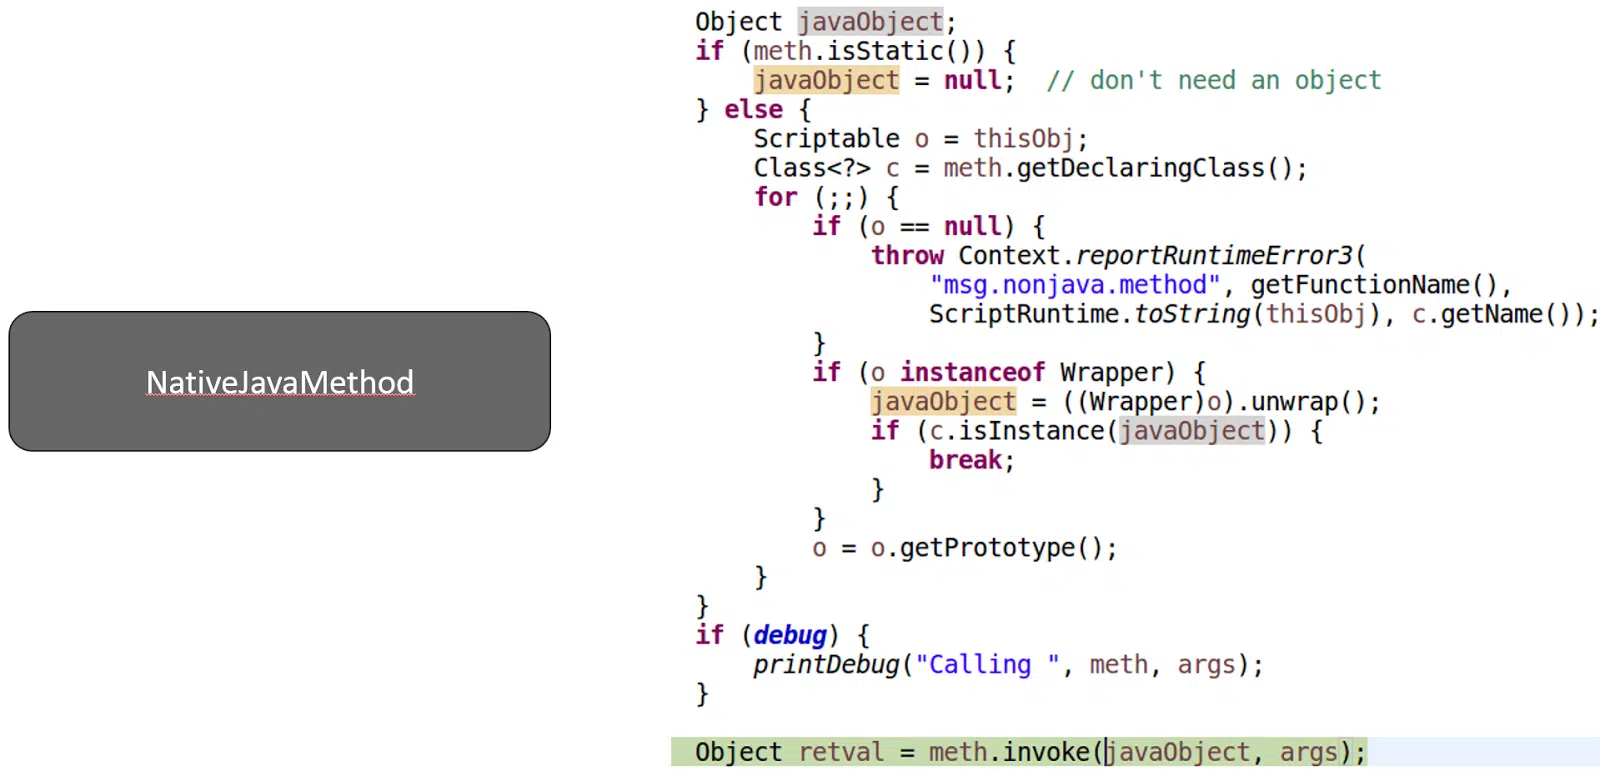 NativeJavaMethod
Object javaObject;
if (meth.isStatic()) {
    javaObject = null;  // don't need an object
} else {
    Scriptable o = thisObj;
    Class<?> c = meth.getDeclaringClass();
    for (;;) {
        if (o == null) {
            throw Context.reportRuntimeError3(
                "msg.nonjava.method", getFunctionName(),
                ScriptRuntime.toString(thisObj), c.getName());
        }
        if (o instanceof Wrapper) {
            javaObject = ((Wrapper)o).unwrap();
            if (c.isInstance(javaObject)) {
                break;
            }
        }
        o = o.getPrototype();
    }
}
if (debug) {
    printDebug("Calling ", meth, args);
}
Object retval = meth.invoke(javaObject, args);